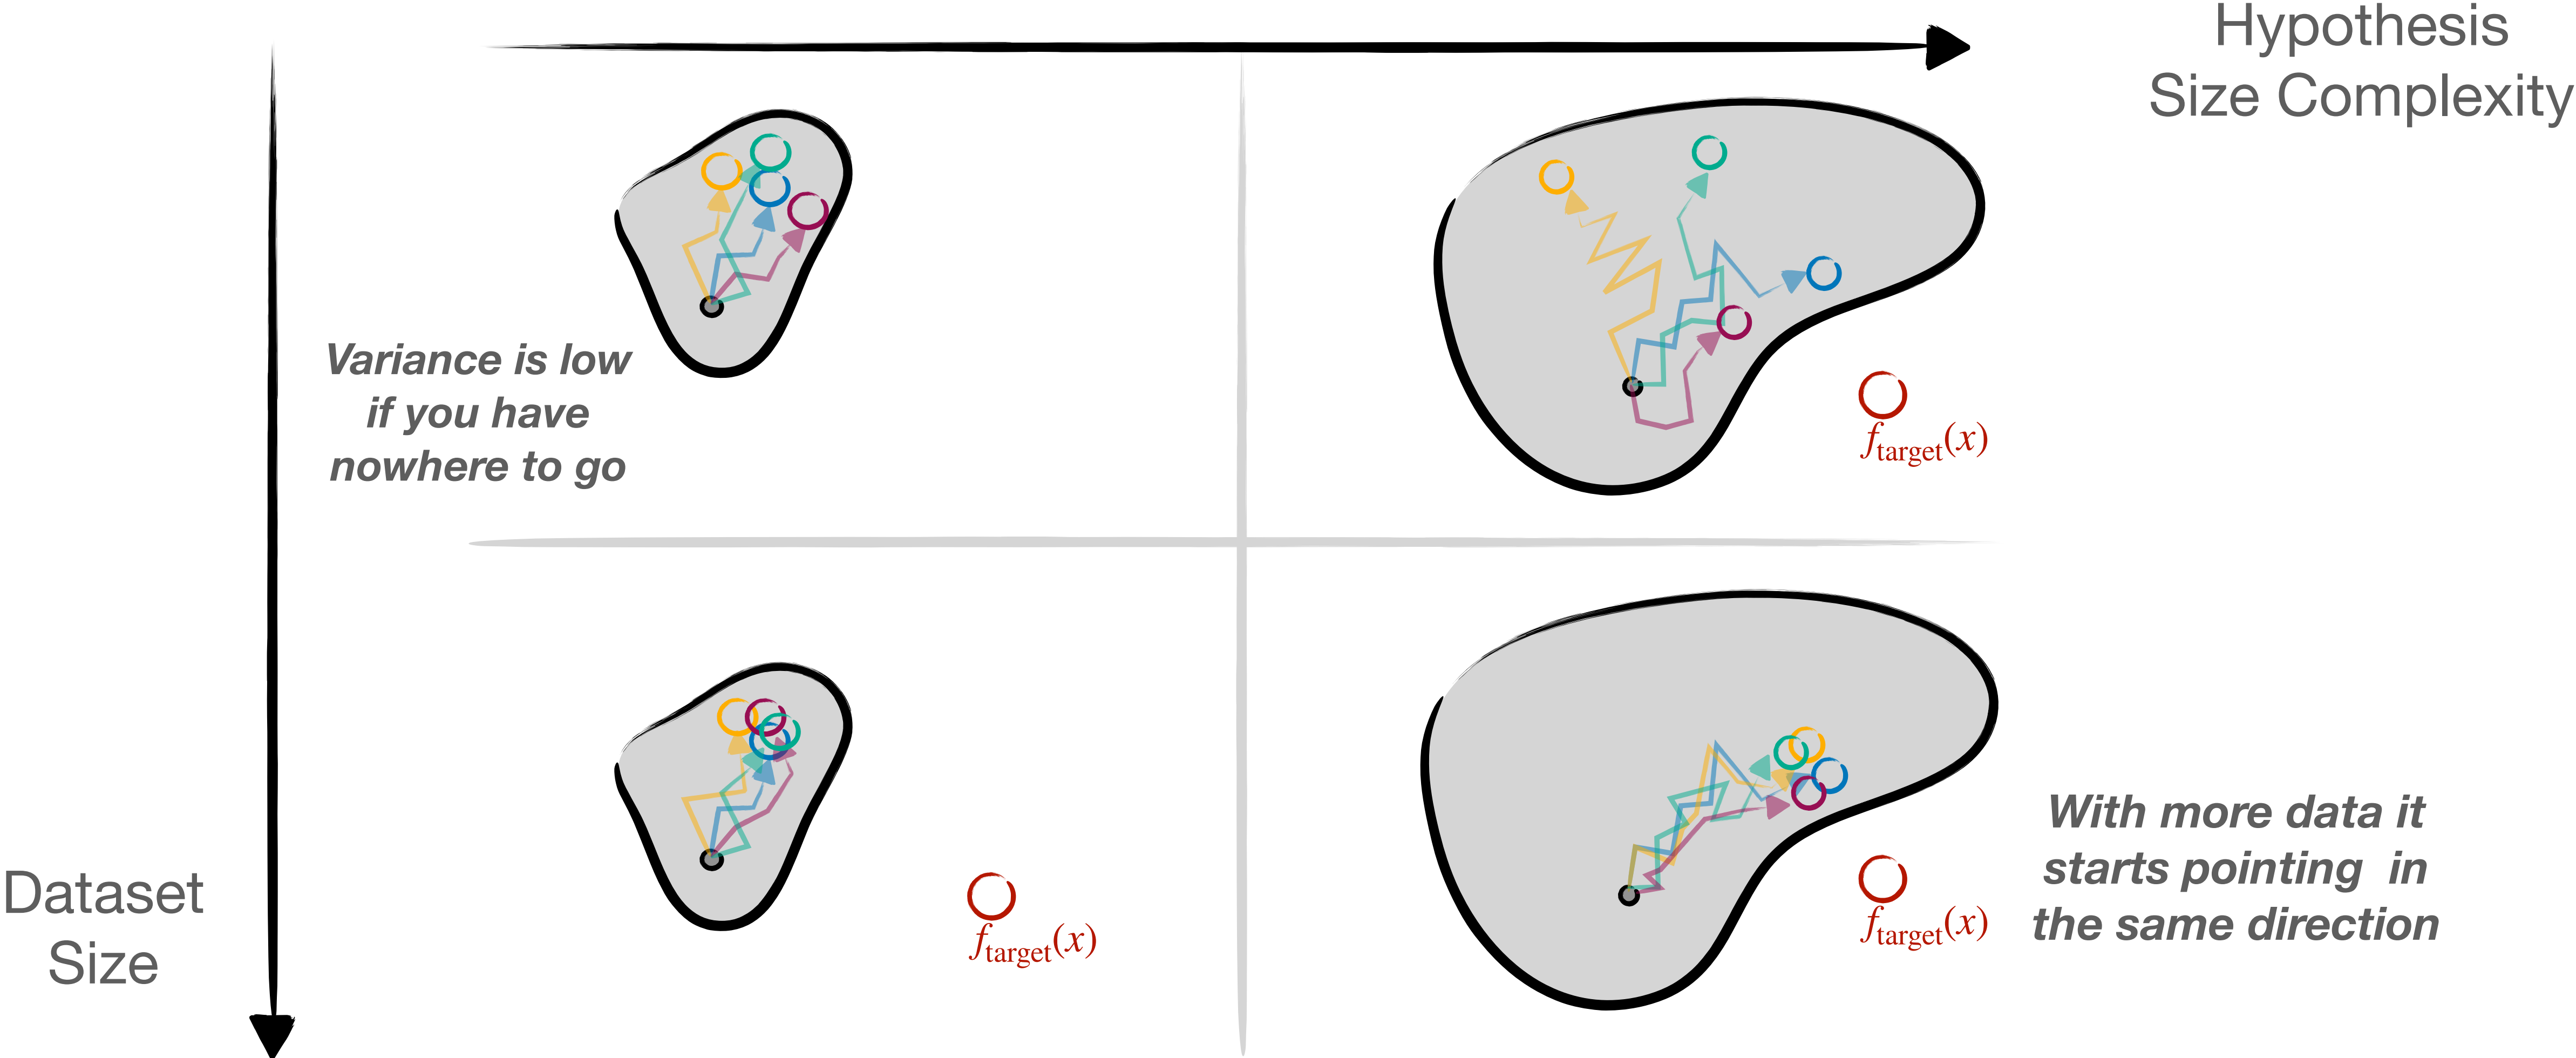 Hypothesis
Size Complexity
Variance is low
if you have
nowhere to go
f_target(x)
Dataset
Size
f_target(x)
f_target(x)
With more data it
starts pointing in
the same direction